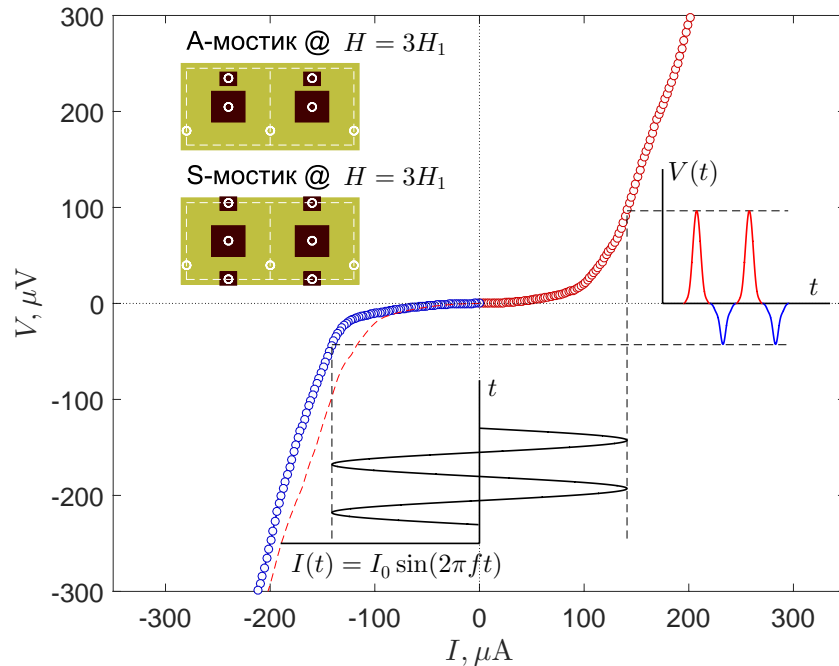 A-мостик @ H = 3H₁
S-мостик @ H = 3H₁
V(t)
t
t
I(t) = I₀ sin(2πft)
300
200
100
0
-100
-200
-300
V, μV
-300
-200
-100
0
100
200
300
I, μA